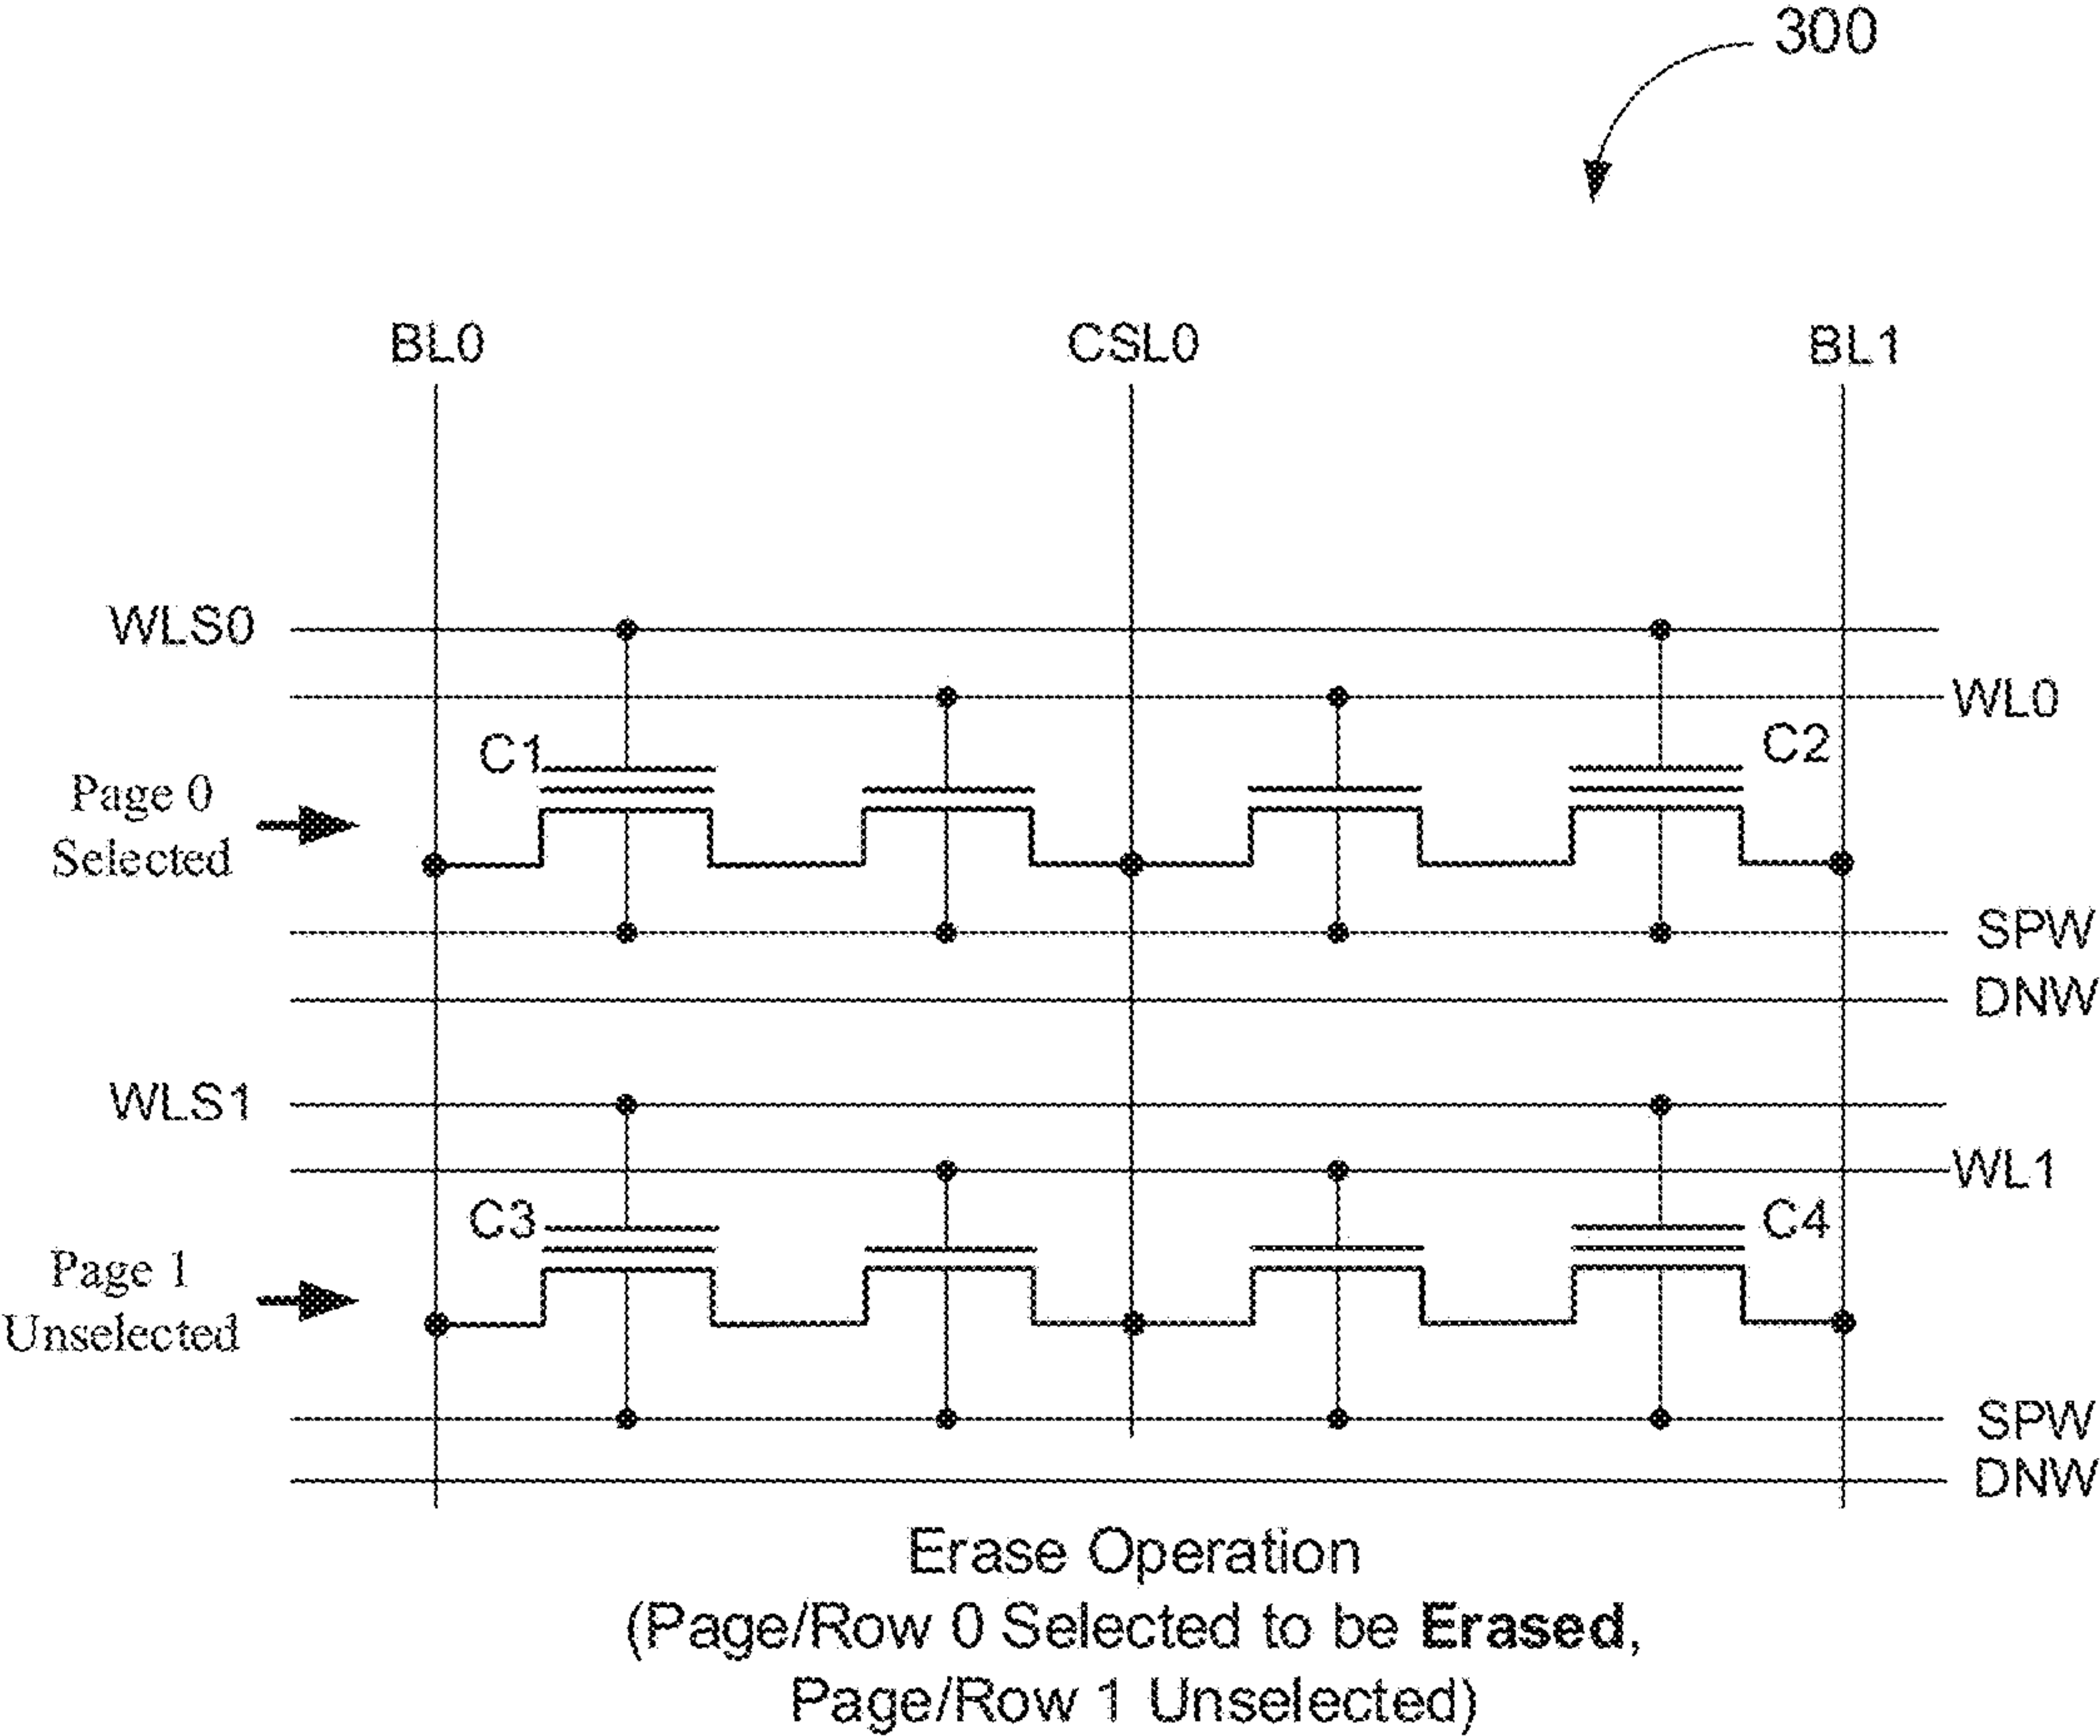 300
BL0 CSL0 BL1
WLS0
WL0
C1 C2
Page 0
Selected
SPW
DNW
WLS1
WL1
C3 C4
Page 1
Unselected
SPW
DNW
Erase Operation
(Page/Row 0 Selected to be Erased,
Page/Row 1 Unselected)